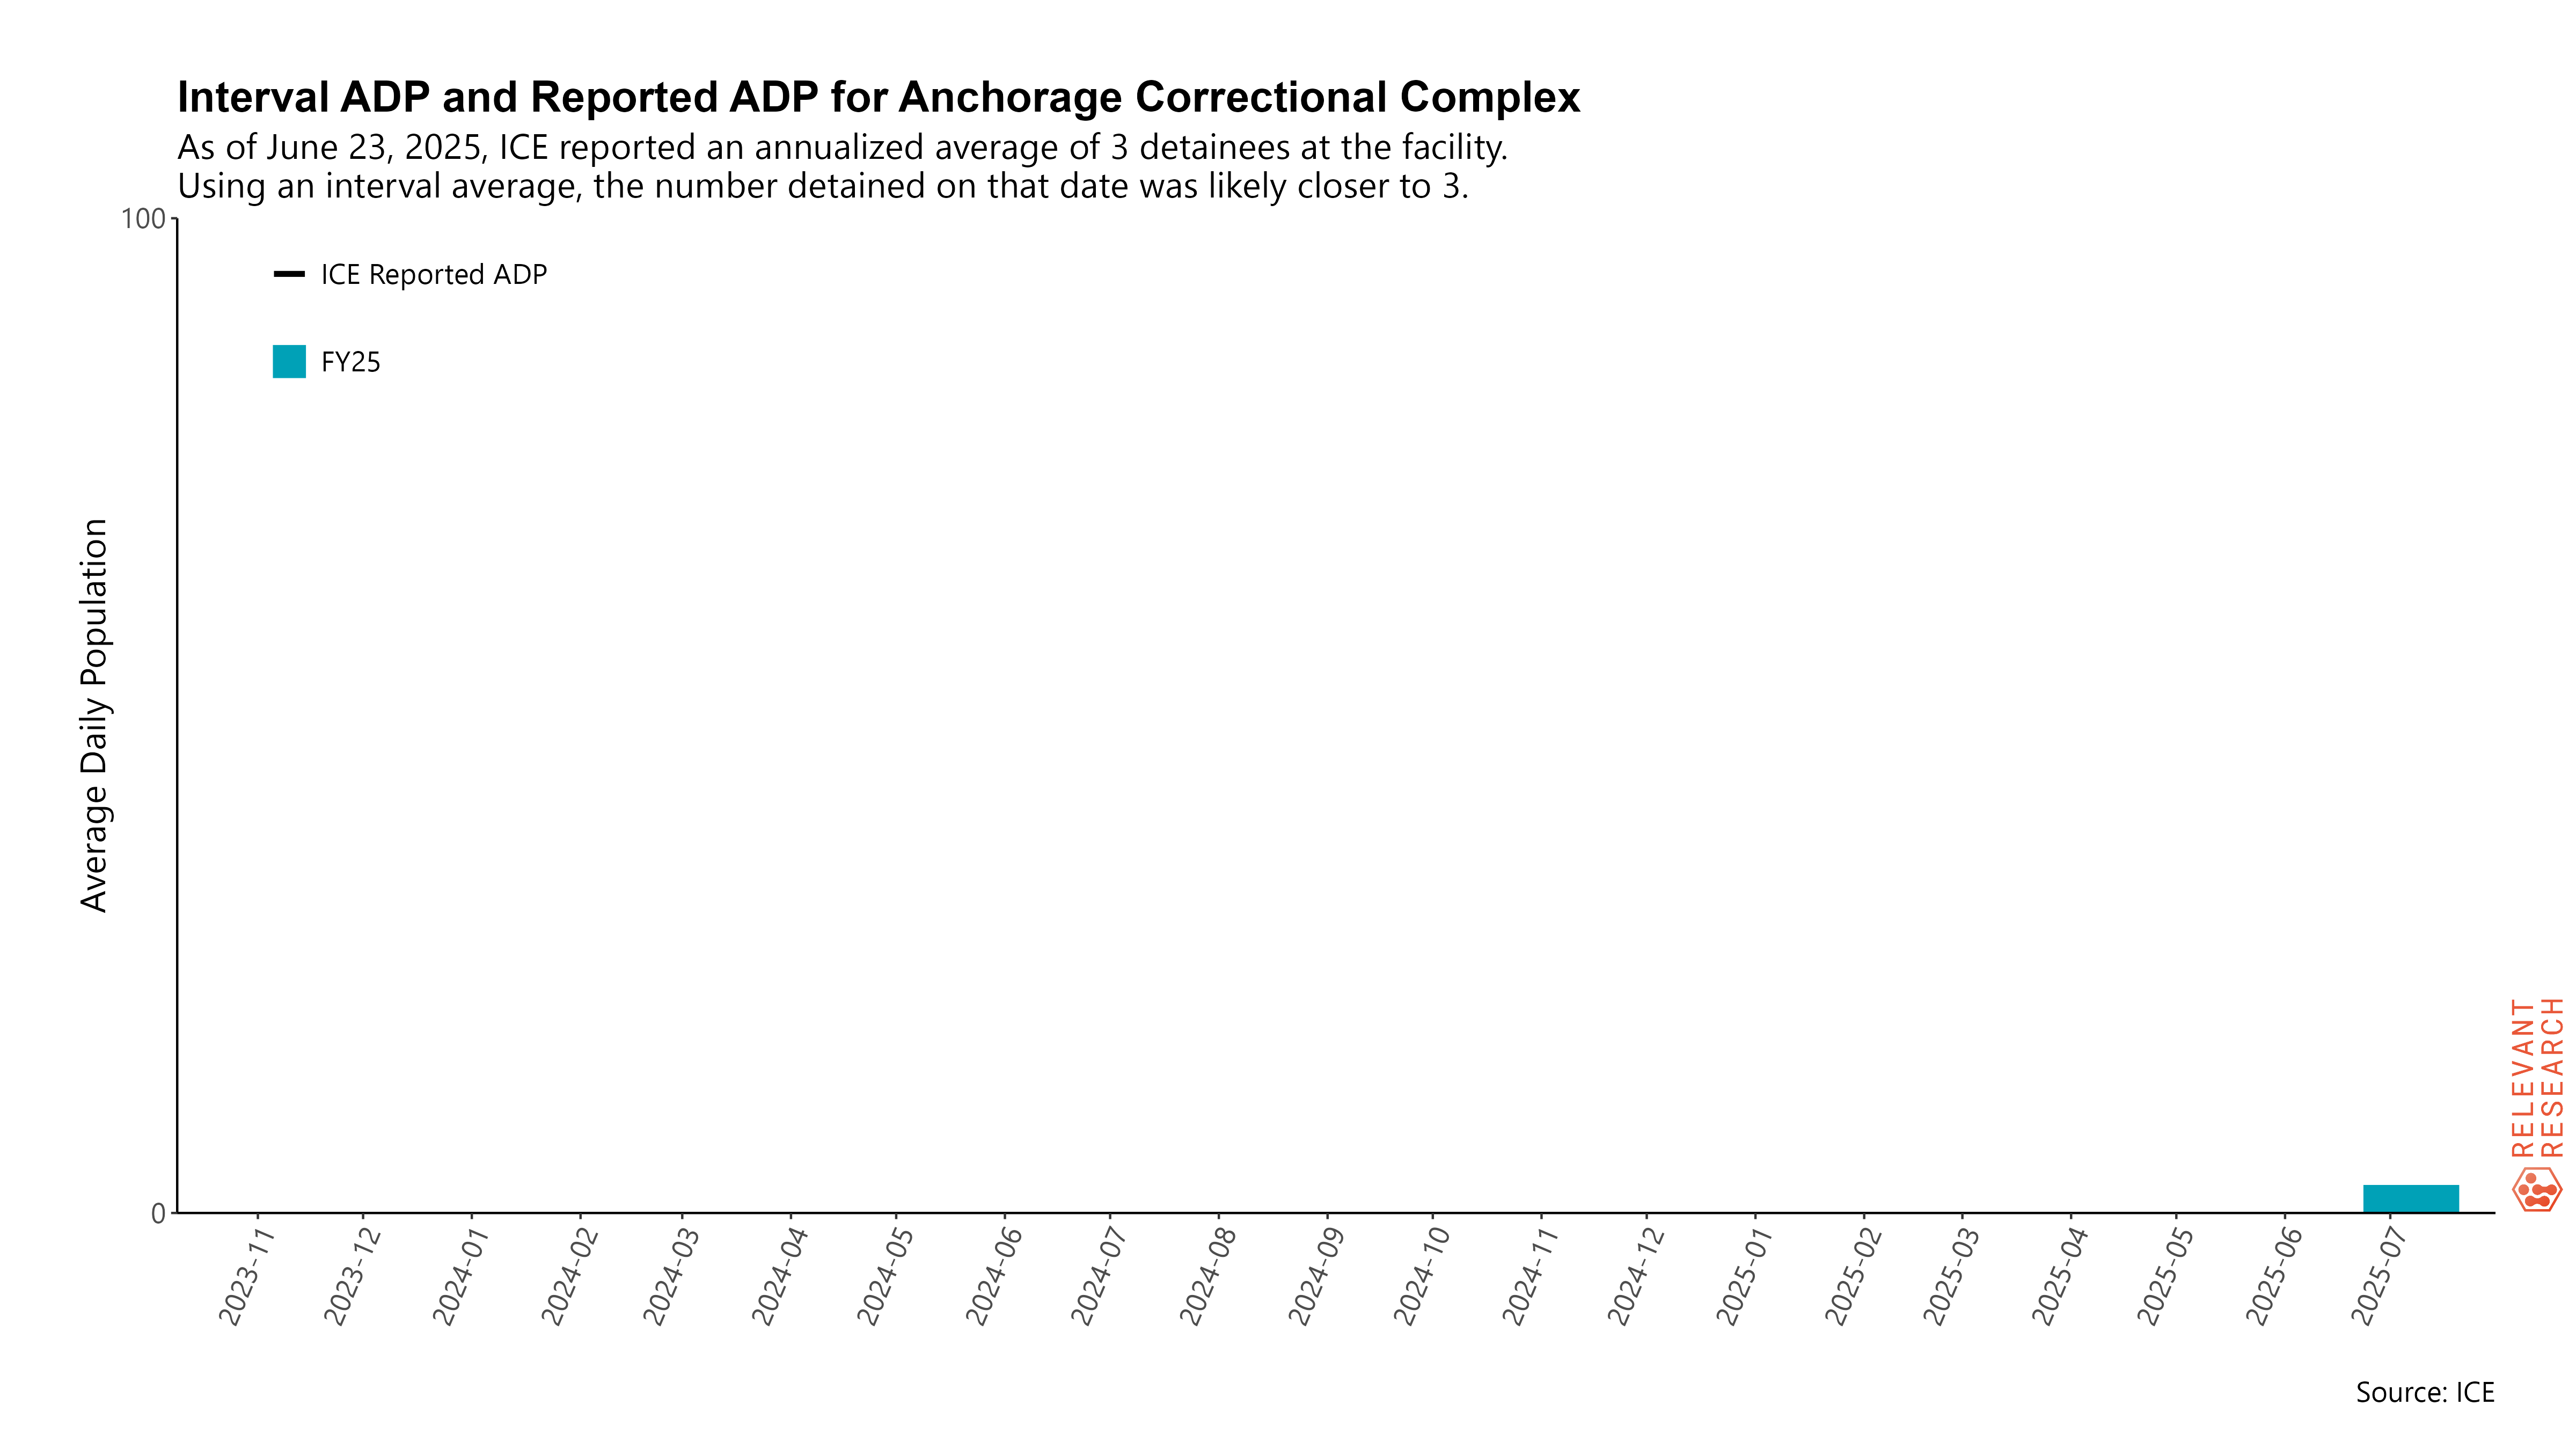 Interval ADP and Reported ADP for Anchorage Correctional Complex
As of June 23, 2025, ICE reported an annualized average of 3 detainees at the facility.
Using an interval average, the number detained on that date was likely closer to 3.
100
ICE Reported ADP
FY25
Average Daily Population
0
2023-11
2023-12
2024-01
2024-02
2024-03
2024-04
2024-05
2024-06
2024-07
2024-08
2024-09
2024-10
2024-11
2024-12
2025-01
2025-02
2025-03
2025-04
2025-05
2025-06
2025-07
RELEVANT
RESEARCH
Source: ICE